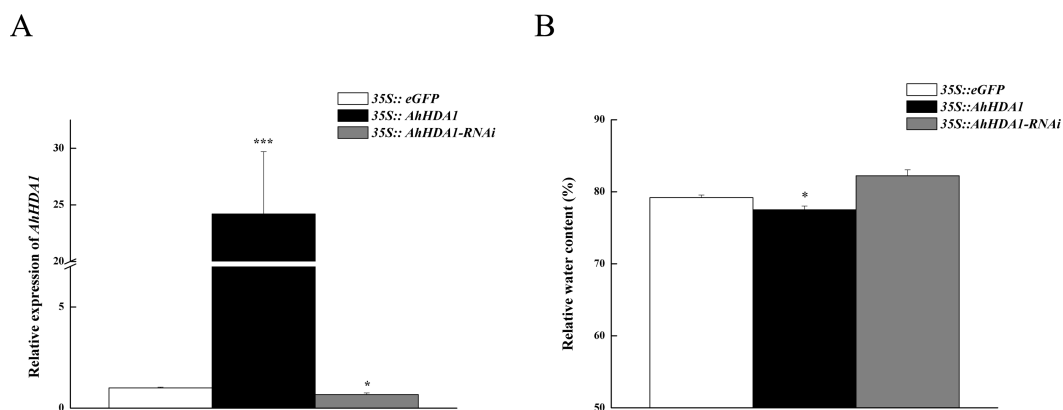 A
35S:: eGFP
35S:: AhHDA1
35S:: AhHDA1-RNAi
Relative expression of AhHDA1
30
25
20
5
0
***
*
B
35S::eGFP
35S::AhHDA1
35S::AhHDA1-RNAi
Relative water content (%)
90
80
70
60
50
*